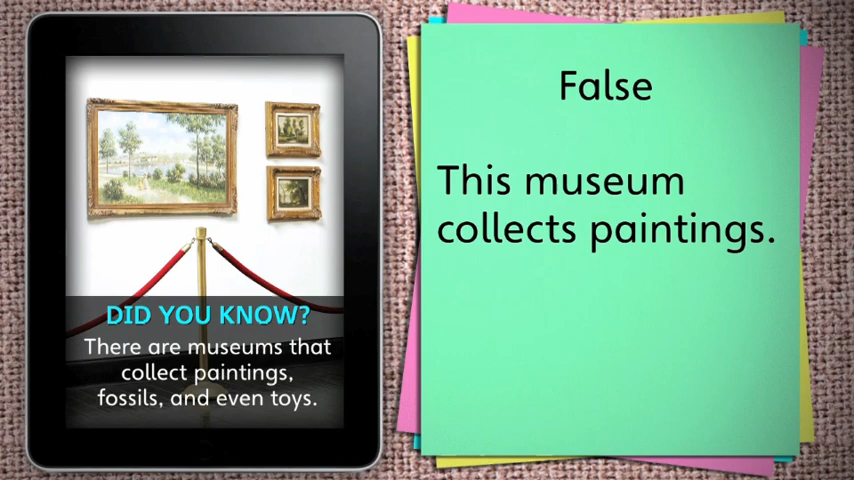 DID YOU KNOW?
There are museums that
collect paintings,
fossils, and even toys.
False
This museum
collects paintings.